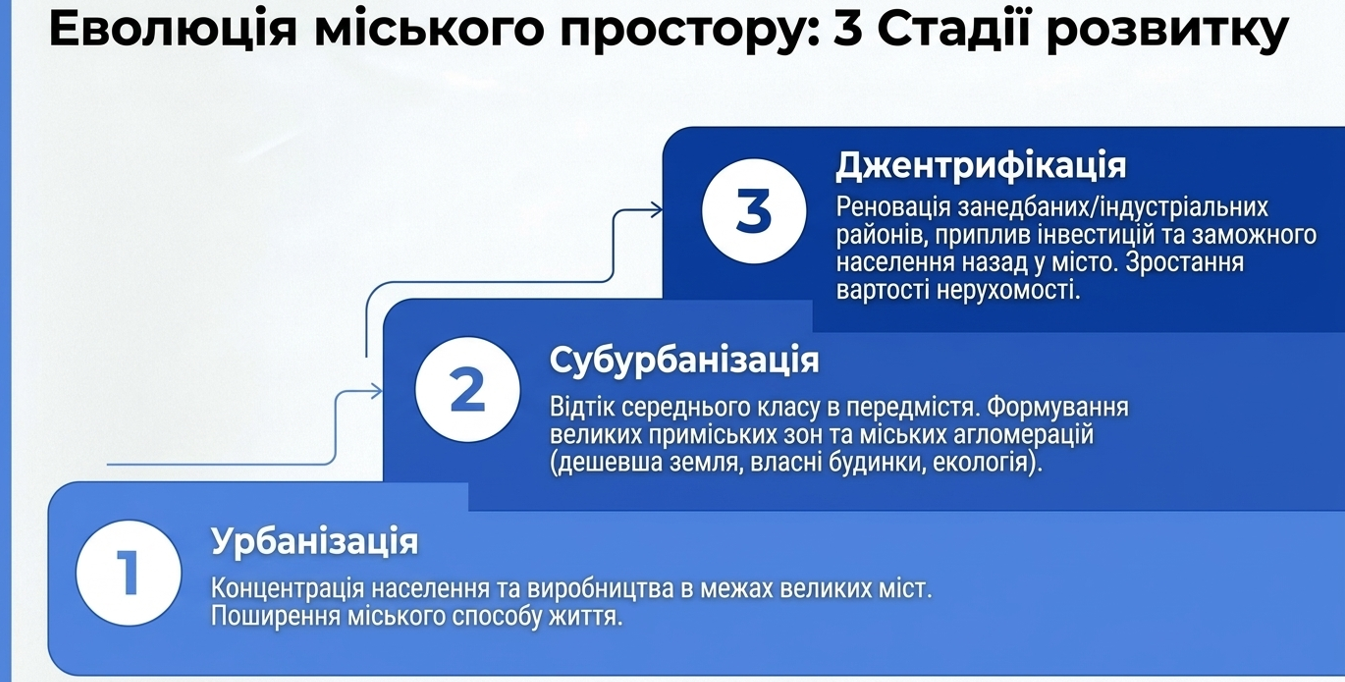 Еволюція міського простору: 3 Стадії розвитку
3
Джентрифікація
Реновація занедбаних/індустріальних
районів, приплив інвестицій та заможного
населення назад у місто. Зростання
вартості нерухомості.
2
Субурбанізація
Відтік середнього класу в передмістя. Формування
великих приміських зон та міських агломерацій
(дешевша земля, власні будинки, екологія).
1
Урбанізація
Концентрація населення та виробництва в межах великих міст.
Поширення міського способу життя.